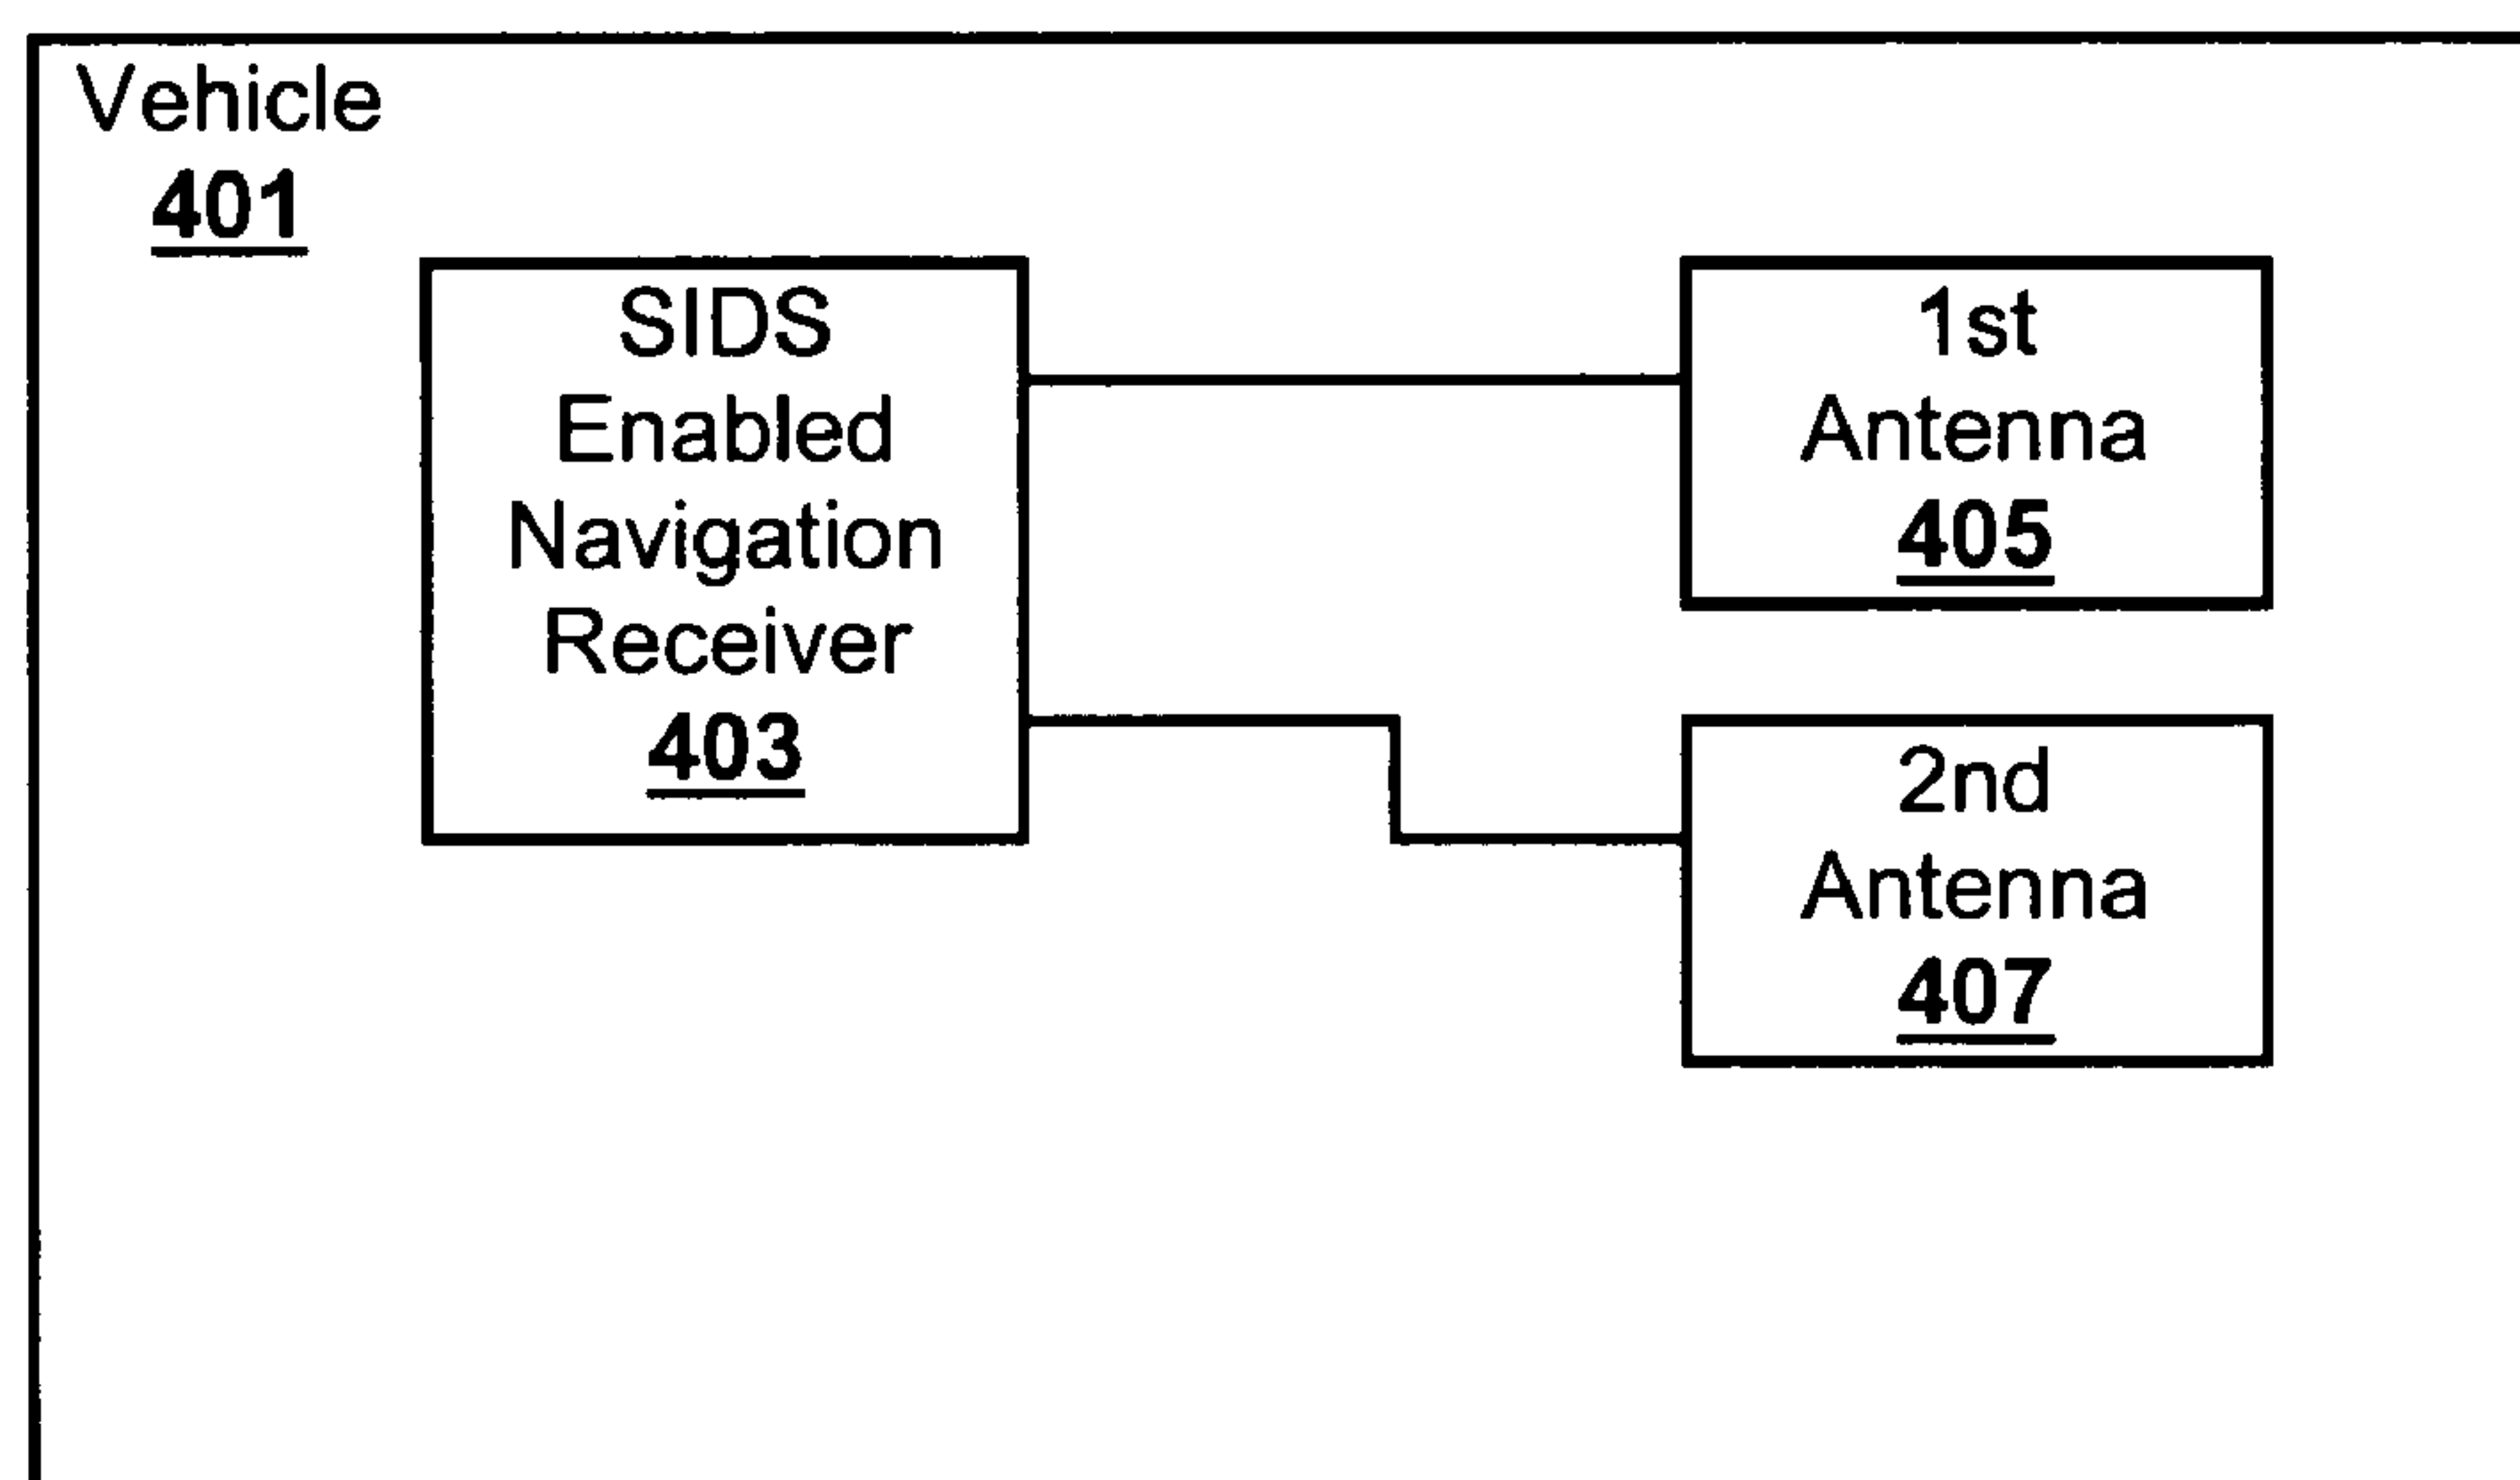 Vehicle
401
SIDS
Enabled
Navigation
Receiver
403
1st
Antenna
405
2nd
Antenna
407